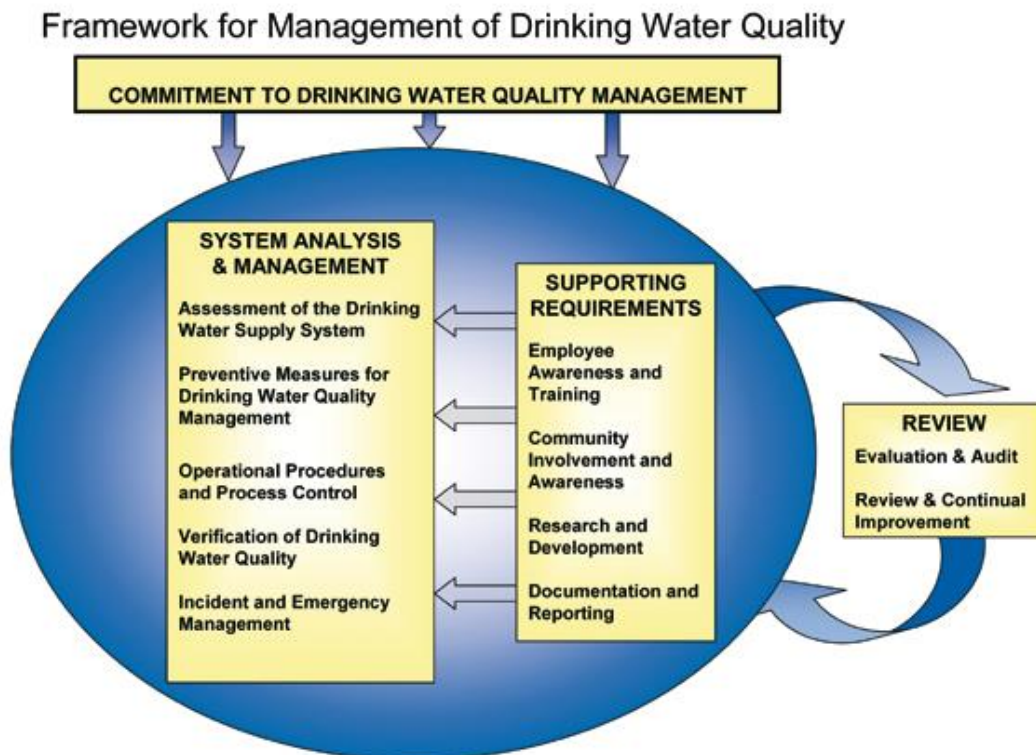 Framework for Management of Drinking Water Quality
COMMITMENT TO DRINKING WATER QUALITY MANAGEMENT
SYSTEM ANALYSIS
& MANAGEMENT
Assessment of the Drinking
Water Supply System
Preventive Measures for
Drinking Water Quality
Management
Operational Procedures
and Process Control
Verification of Drinking
Water Quality
Incident and Emergency
Management
SUPPORTING
REQUIREMENTS
Employee
Awareness and
Training
Community
Involvement and
Awareness
Research and
Development
Documentation and
Reporting
REVIEW
Evaluation & Audit
Review & Continual
Improvement